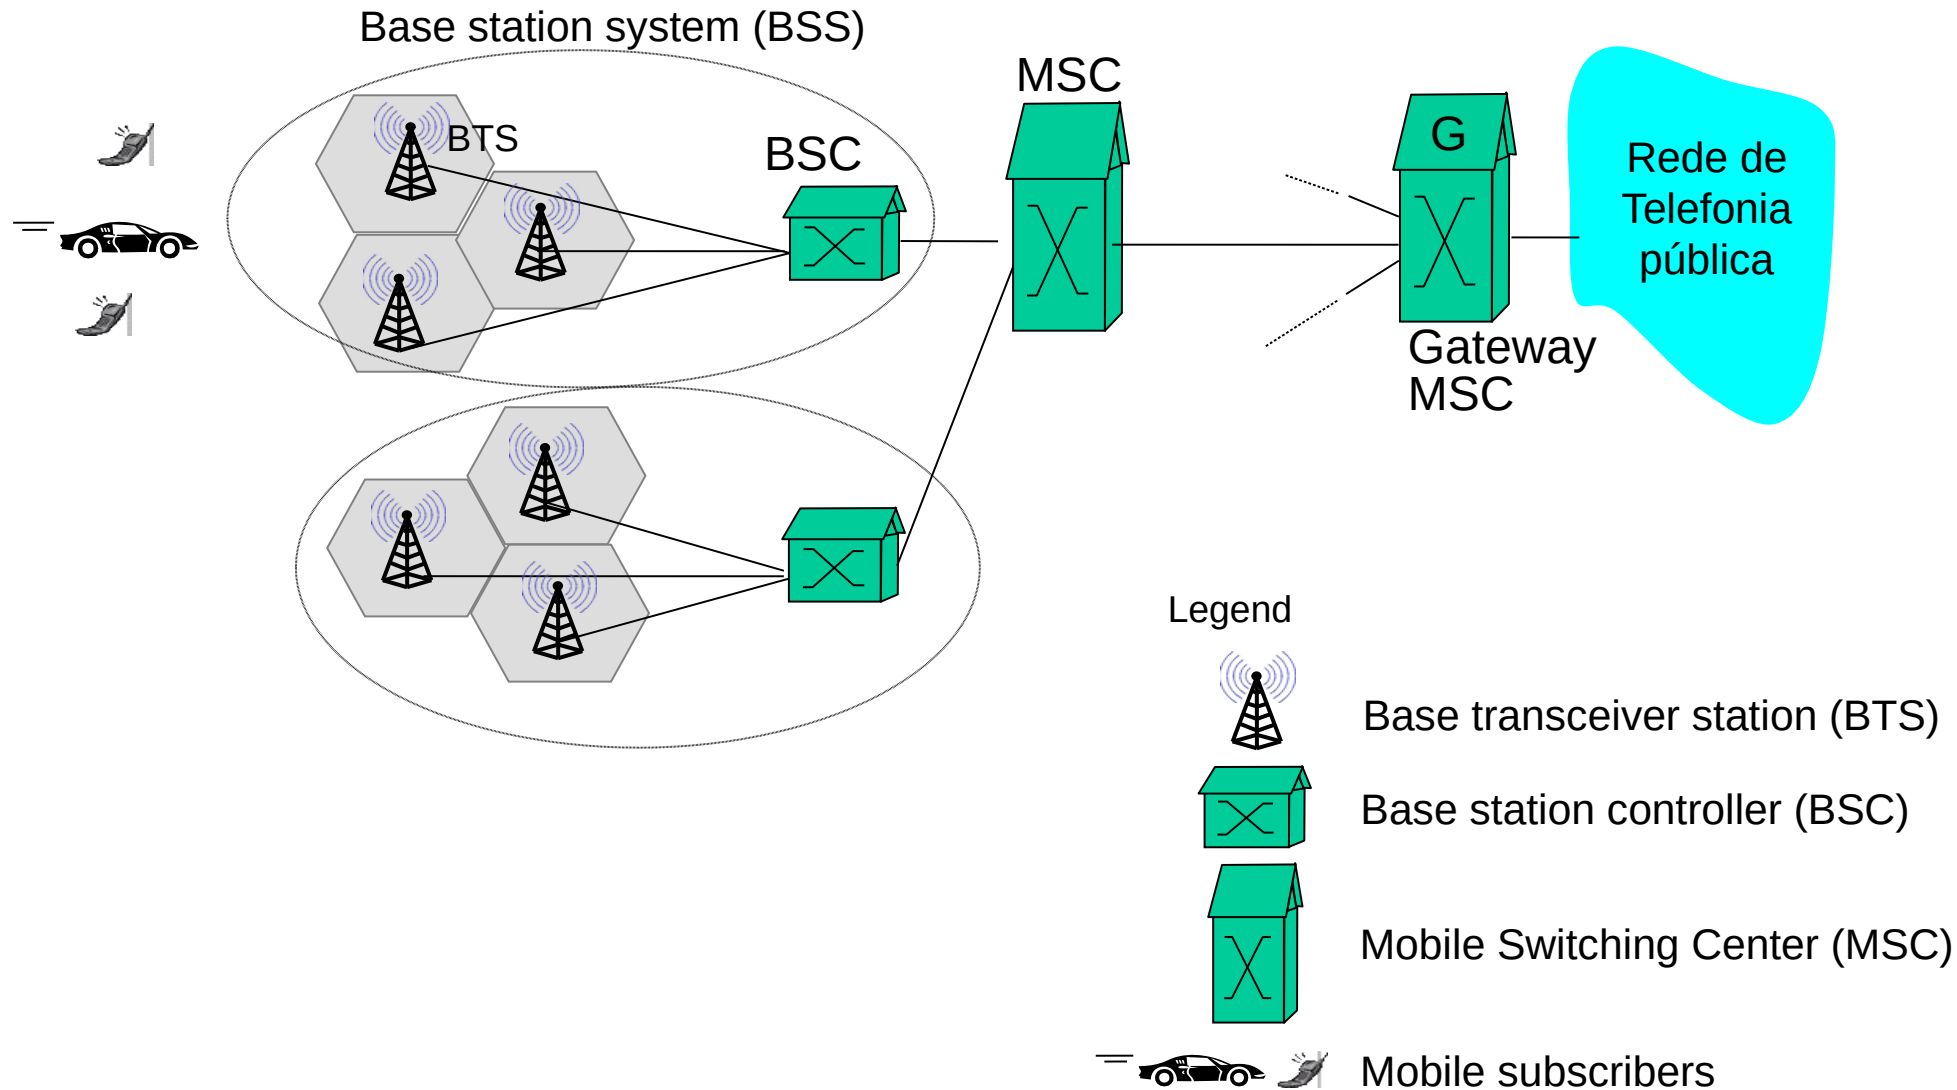 Base station system (BSS)
MSC
BTS
BSC
G
Rede de
Telefonia
pública
Gateway
MSC
Legend
Base transceiver station (BTS)
Base station controller (BSC)
Mobile Switching Center (MSC)
Mobile subscribers